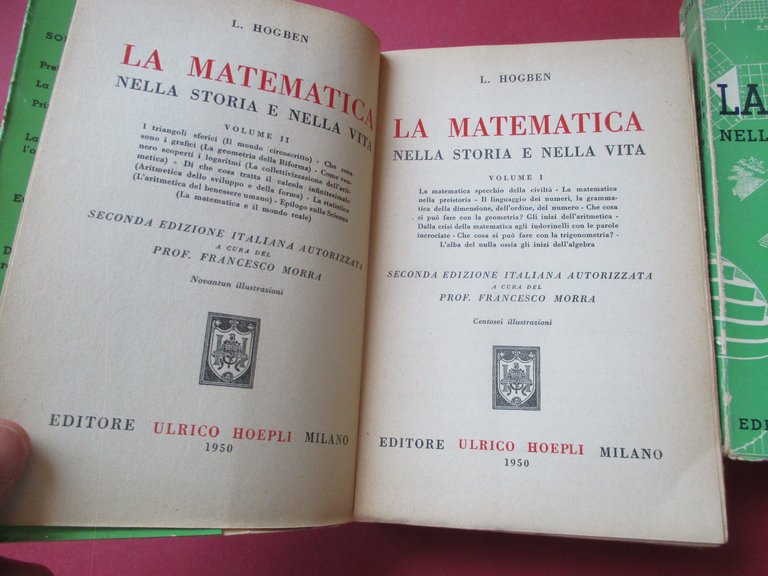 SO
Pre
La
Pri
La
l'o
Ev
D
r
L. HOGBEN
LA MATEMATICA
NELLA STORIA E NELLA VITA
VOLUME II
I triangoli sferici (Il mondo circoscritto) - Che cosa
sono i grafici (La geometria della Riforma) - Come ven-
nero scoperti i logaritmi (La collettivizzazione dell'arit-
metica) - Di che cosa tratta il calcolo infinitesimale
(Aritmetica dello sviluppo e della forma) - La statistica
(L'aritmetica del benessere umano) - Epilogo sulla Scienza
(La matematica e il mondo reale)
SECONDA EDIZIONE ITALIANA AUTORIZZATA
A CURA DEL
PROF. FRANCESCO MORRA
Novantun illustrazioni
EDITORE ULRICO HOEPLI MILANO
1950
L. HOGBEN
LA MATEMATICA
NELLA STORIA E NELLA VITA
VOLUME I
La matematica specchio della civiltà - La matematica
nella preistoria - Il linguaggio dei numeri, la gramma-
tica della dimensione, dell'ordine, del numero - Che cosa
si può fare con la geometria? Gli inizi dell'aritmetica -
Dalla crisi della matematica agli indovinelli con le parole
incrociate - Che cosa si può fare con la trigonometria? -
L'alba del nulla ossia gli inizi dell'algebra
SECONDA EDIZIONE ITALIANA AUTORIZZATA
A CURA DEL
PROF. FRANCESCO MORRA
Centosei illustrazioni
EDITORE ULRICO HOEPLI MILANO
1950
LA
NELL
EDI